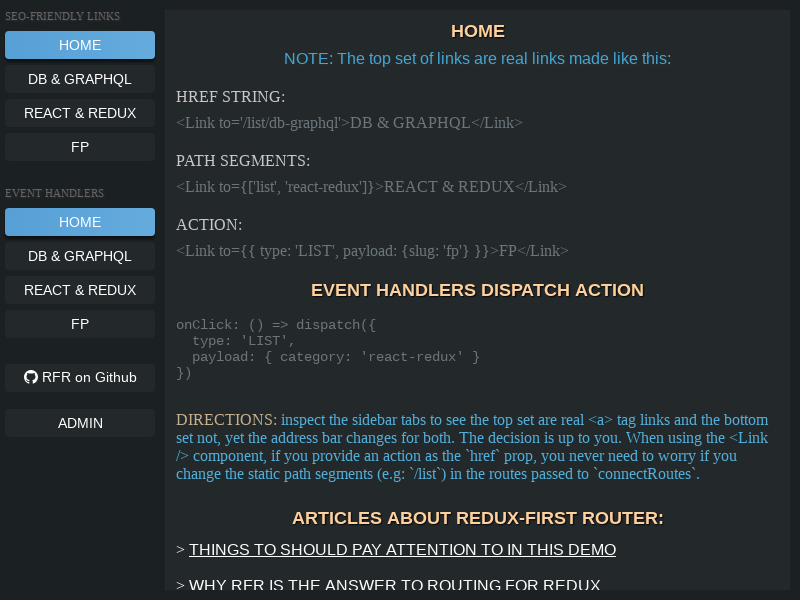 SEO-FRIENDLY LINKS
HOME
DB & GRAPHQL
REACT & REDUX
FP
EVENT HANDLERS
HOME
DB & GRAPHQL
REACT & REDUX
FP
RFR on Github
ADMIN
HOME
NOTE: The top set of links are real links made like this:
HREF STRING:
<Link to='/list/db-graphql'>DB & GRAPHQL</Link>
PATH SEGMENTS:
<Link to={['list', 'react-redux']}>REACT & REDUX</Link>
ACTION:
<Link to={{ type: 'LIST', payload: {slug: 'fp'} }}>FP</Link>
EVENT HANDLERS DISPATCH ACTION
onClick: () => dispatch({
  type: 'LIST',
  payload: { category: 'react-redux' }
})
DIRECTIONS: inspect the sidebar tabs to see the top set are real <a> tag links and the bottom
set not, yet the address bar changes for both. The decision is up to you. When using the <Link
/> component, if you provide an action as the `href` prop, you never need to worry if you
change the static path segments (e.g: `/list`) in the routes passed to `connectRoutes`.
ARTICLES ABOUT REDUX-FIRST ROUTER:
> THINGS TO SHOULD PAY ATTENTION TO IN THIS DEMO
> WHY RFR IS THE ANSWER TO ROUTING FOR REDUX